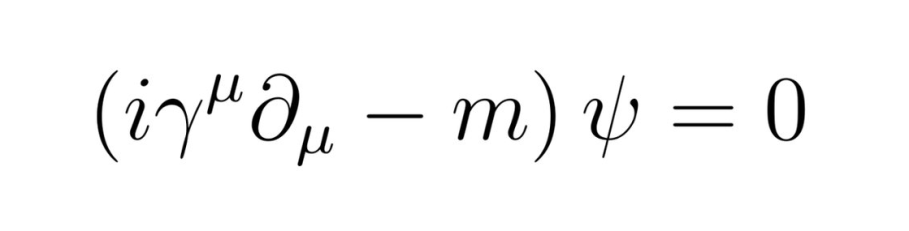 (iγ^μ ∂_μ − m) ψ = 0